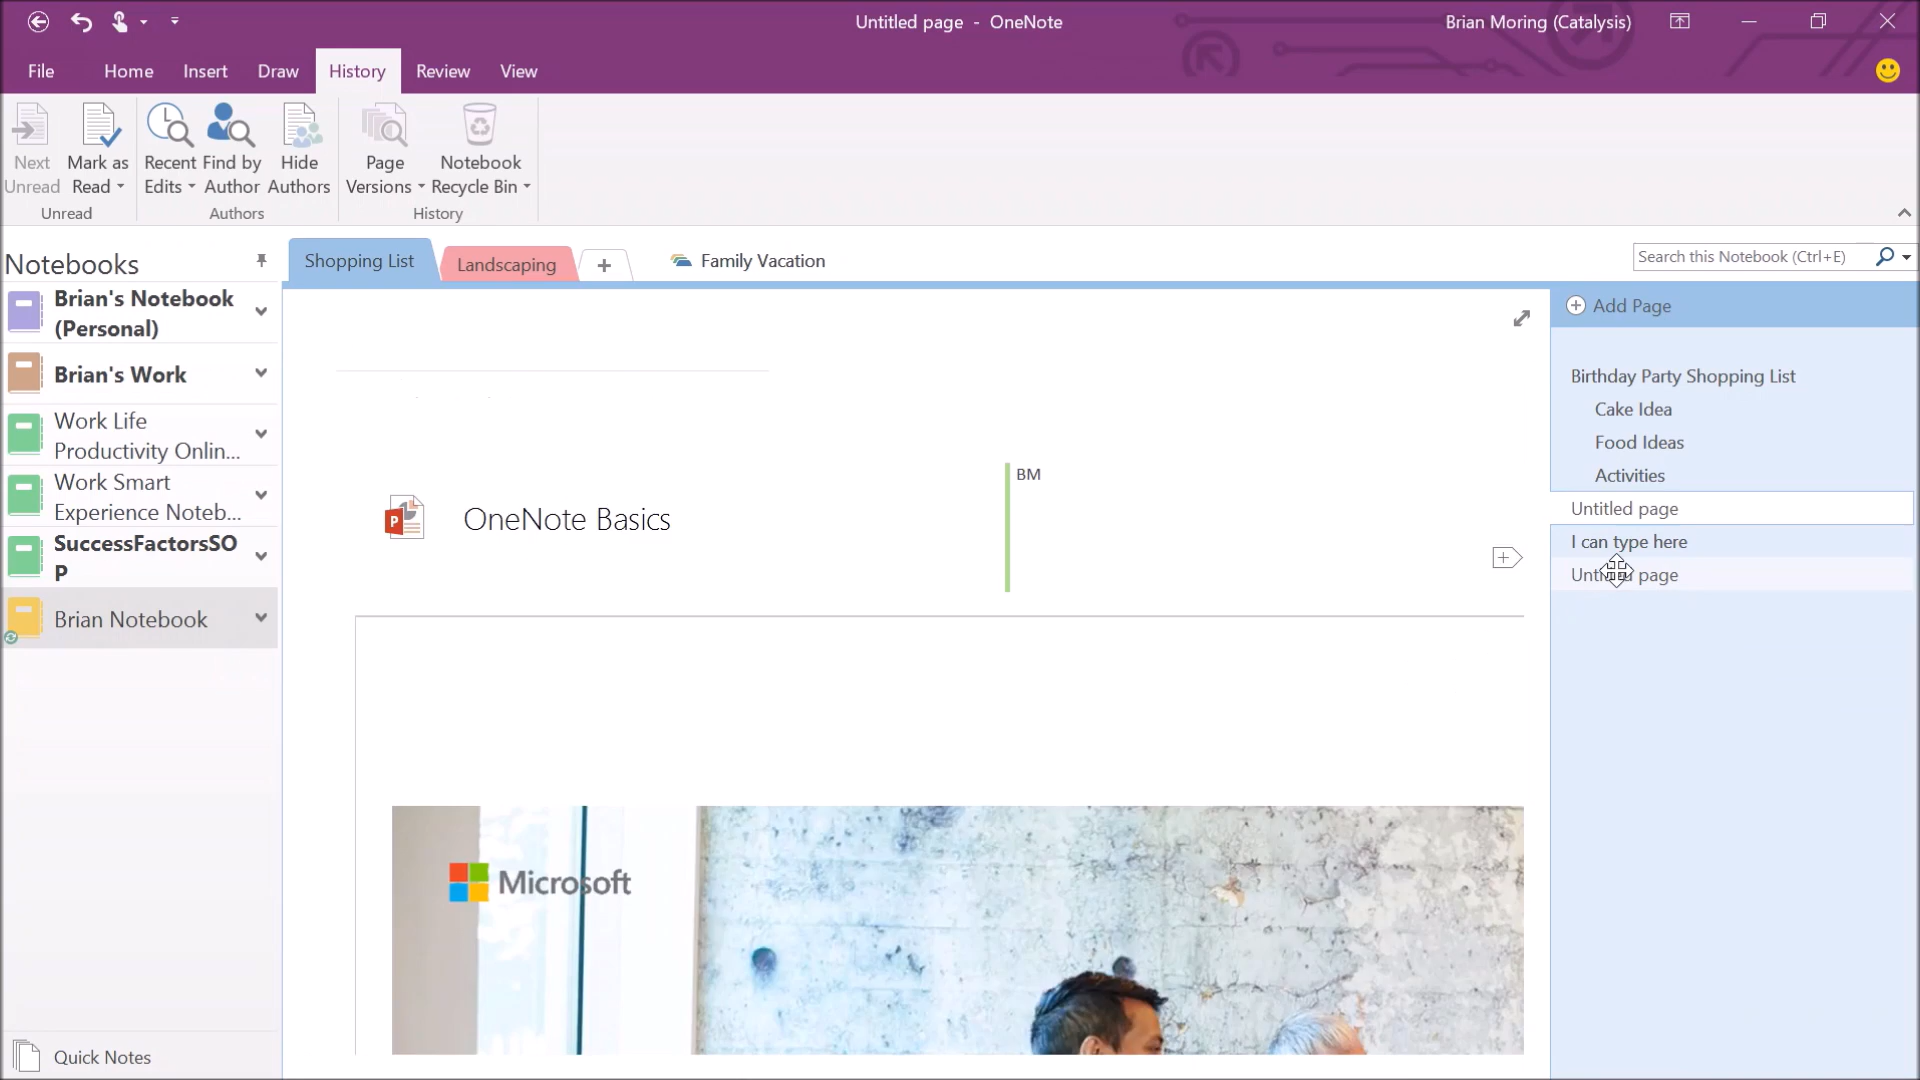 Untitled page - OneNote
Brian Moring (Catalysis)
File
Home
Insert
Draw
History
Review
View
Next
Unread
Mark as
Read
Recent
Edits
Find by
Author
Hide
Authors
Page
Versions
Notebook
Recycle Bin
Unread
Authors
History
Notebooks
Shopping List
Landscaping
Family Vacation
Search this Notebook (Ctrl+E)
Brian's Notebook
(Personal)
Brian's Work
Work Life
Productivity Onlin...
Work Smart
Experience Noteb...
SuccessFactorsSO
P
Brian Notebook
Quick Notes
BM
P
OneNote Basics
Microsoft
Add Page
Birthday Party Shopping List
Cake Idea
Food Ideas
Activities
Untitled page
I can type here
Untitled page